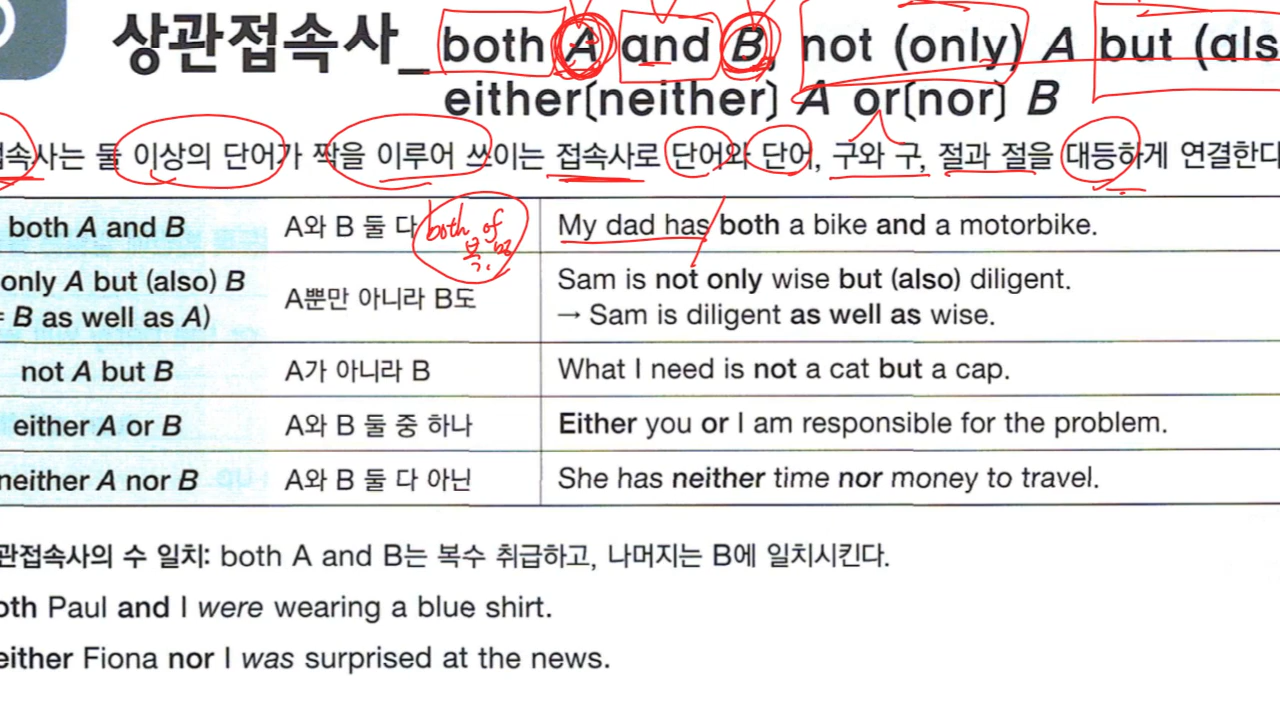 상관접속사_both A and B, not (only) A but (als
either(neither) A or(nor) B
접속사는 둘 이상의 단어가 짝을 이루어 쓰이는 접속사로 단어와 단어, 구와 구, 절과 절을 대등하게 연결한다
both A and B A와 B 둘 다 both of My dad has both a bike and a motorbike.
only A but (also) B
= B as well as A) A뿐만 아니라 B도 Sam is not only wise but (also) diligent.
→ Sam is diligent as well as wise.
not A but B A가 아니라 B What I need is not a cat but a cap.
either A or B A와 B 둘 중 하나 Either you or I am responsible for the problem.
neither A nor B A와 B 둘 다 아닌 She has neither time nor money to travel.
관접속사의 수 일치: both A and B는 복수 취급하고, 나머지는 B에 일치시킨다.
oth Paul and I were wearing a blue shirt.
either Fiona nor I was surprised at the news.